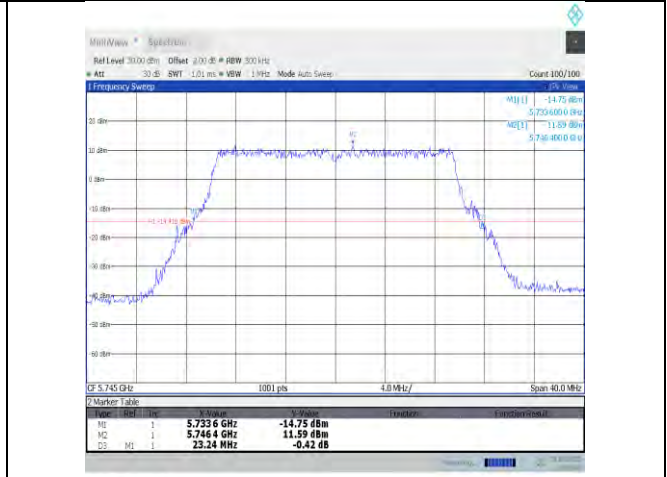 MultiView Spectrum
Ref Level 30.00 dBm Offset 2.00 dB RBW 300 kHz
Att 30 dB SWT 1.01 ms VBW 1 MHz Mode Auto Sweep Count 100/100
1 Frequency Sweep
M1[1] -14.75 dBm
5.733600 0 GHz
M2[1] 11.59 dBm
5.746400 0 GHz
20 dBm
M2
10 dBm
0 dBm
-10 dBm
-20 dBm
-30 dBm
-40 dBm
-50 dBm
-60 dBm
CF 5.745 GHz 1001 pts 4.0 MHz/ Span 40.0 MHz
2 Marker Table
Type Ref Trc X-Value Y-Value Function Function Result
M1 1 5.733 6 GHz -14.75 dBm
M2 1 5.746 4 GHz 11.59 dBm
D3 M1 1 23.24 MHz -0.42 dB